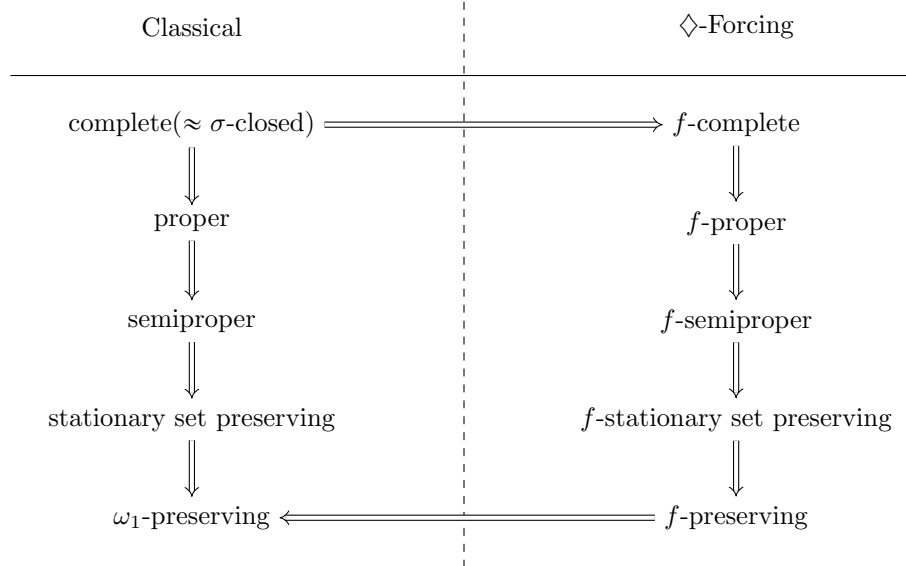 Classical ♢-Forcing
complete(≈ σ-closed) f-complete
proper f-proper
semiproper f-semiproper
stationary set preserving f-stationary set preserving
ω₁-preserving f-preserving